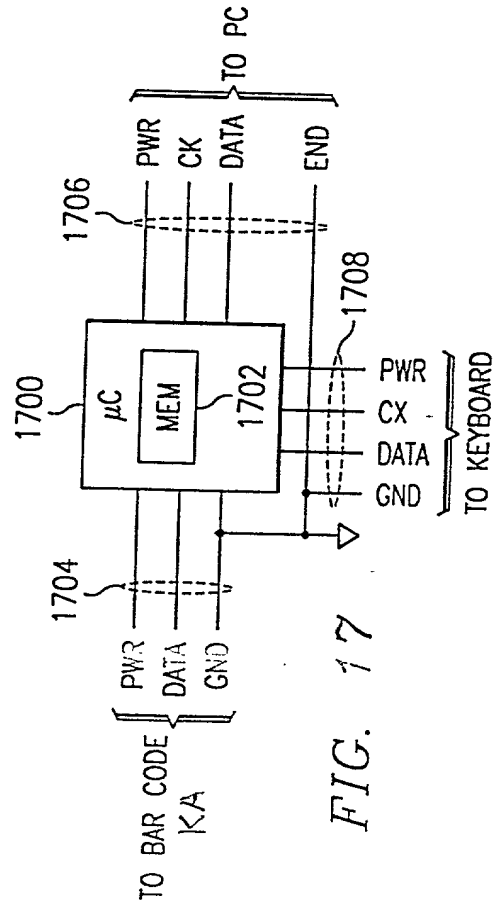 1700
μC
MEM
1702
1704
PWR
DATA
GND
TO BAR CODE
KA
1706
PWR
CK
DATA
END
TO PC
1708
PWR
CX
DATA
GND
TO KEYBOARD
FIG. 17